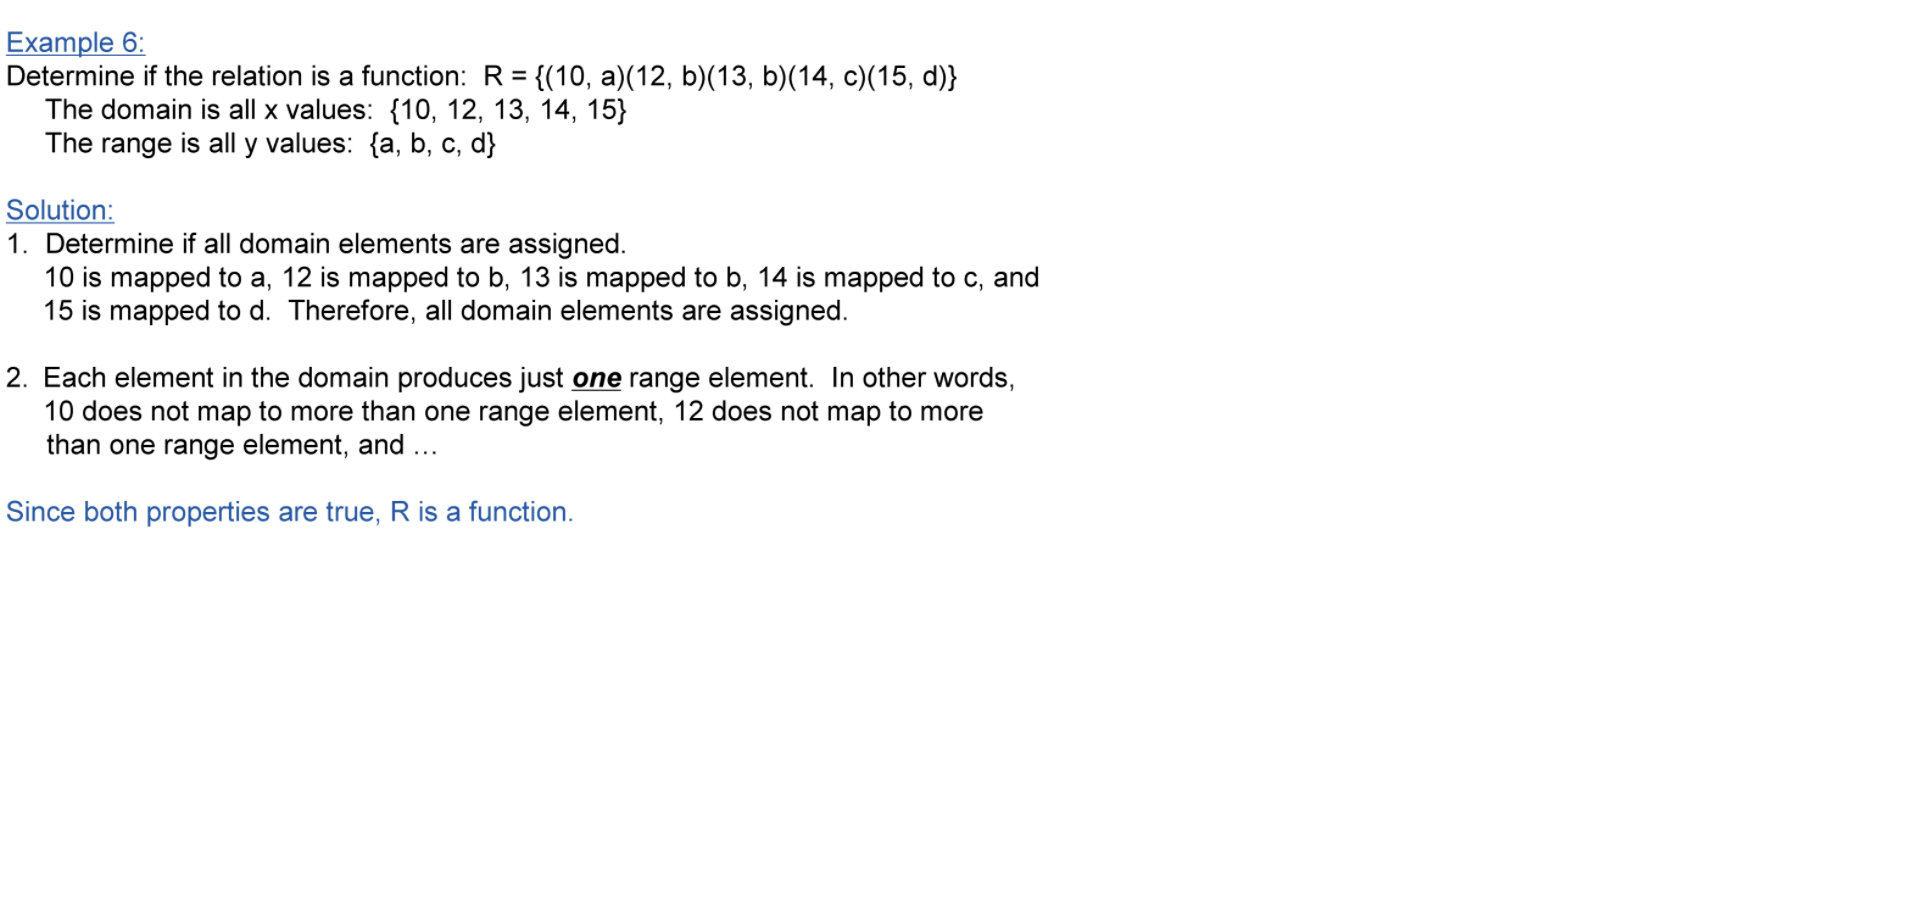 Example 6:
Determine if the relation is a function:  R = {(10, a)(12, b)(13, b)(14, c)(15, d)}
The domain is all x values:  {10, 12, 13, 14, 15}
The range is all y values:  {a, b, c, d}
Solution:
1.  Determine if all domain elements are assigned.
10 is mapped to a, 12 is mapped to b, 13 is mapped to b, 14 is mapped to c, and
15 is mapped to d.  Therefore, all domain elements are assigned.
2.  Each element in the domain produces just one range element.  In other words,
10 does not map to more than one range element, 12 does not map to more
than one range element, and …
Since both properties are true, R is a function.